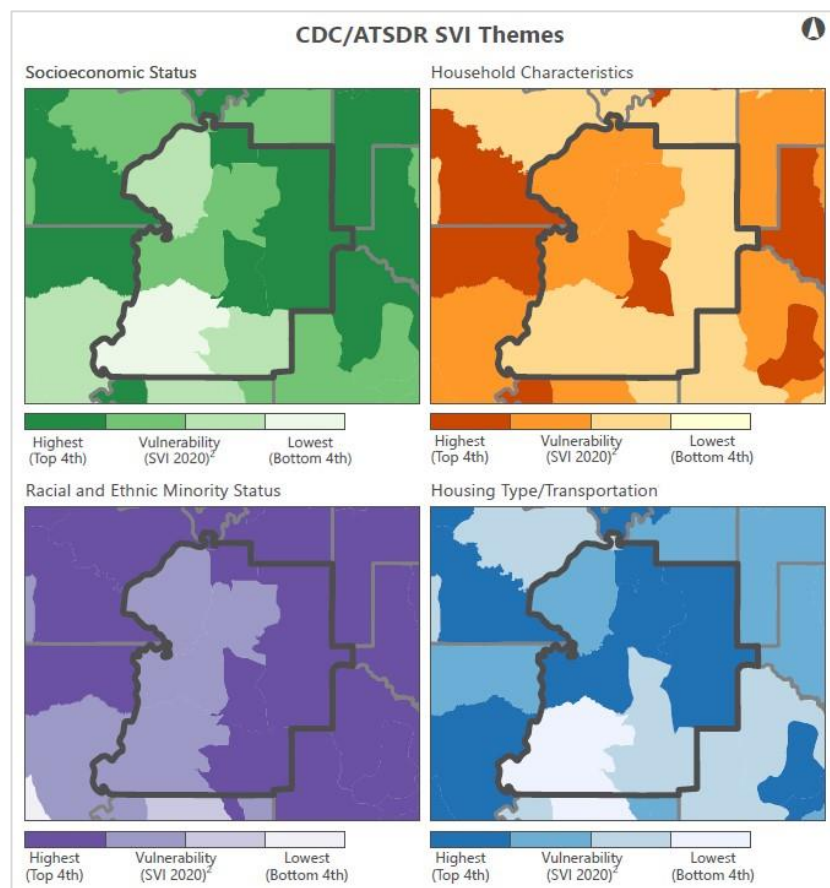 CDC/ATSDR SVI Themes
Socioeconomic Status
Household Characteristics
Highest
(Top 4th)
Vulnerability
(SVI 2020)²
Lowest
(Bottom 4th)
Highest
(Top 4th)
Vulnerability
(SVI 2020)²
Lowest
(Bottom 4th)
Racial and Ethnic Minority Status
Housing Type/Transportation
Highest
(Top 4th)
Vulnerability
(SVI 2020)²
Lowest
(Bottom 4th)
Highest
(Top 4th)
Vulnerability
(SVI 2020)²
Lowest
(Bottom 4th)